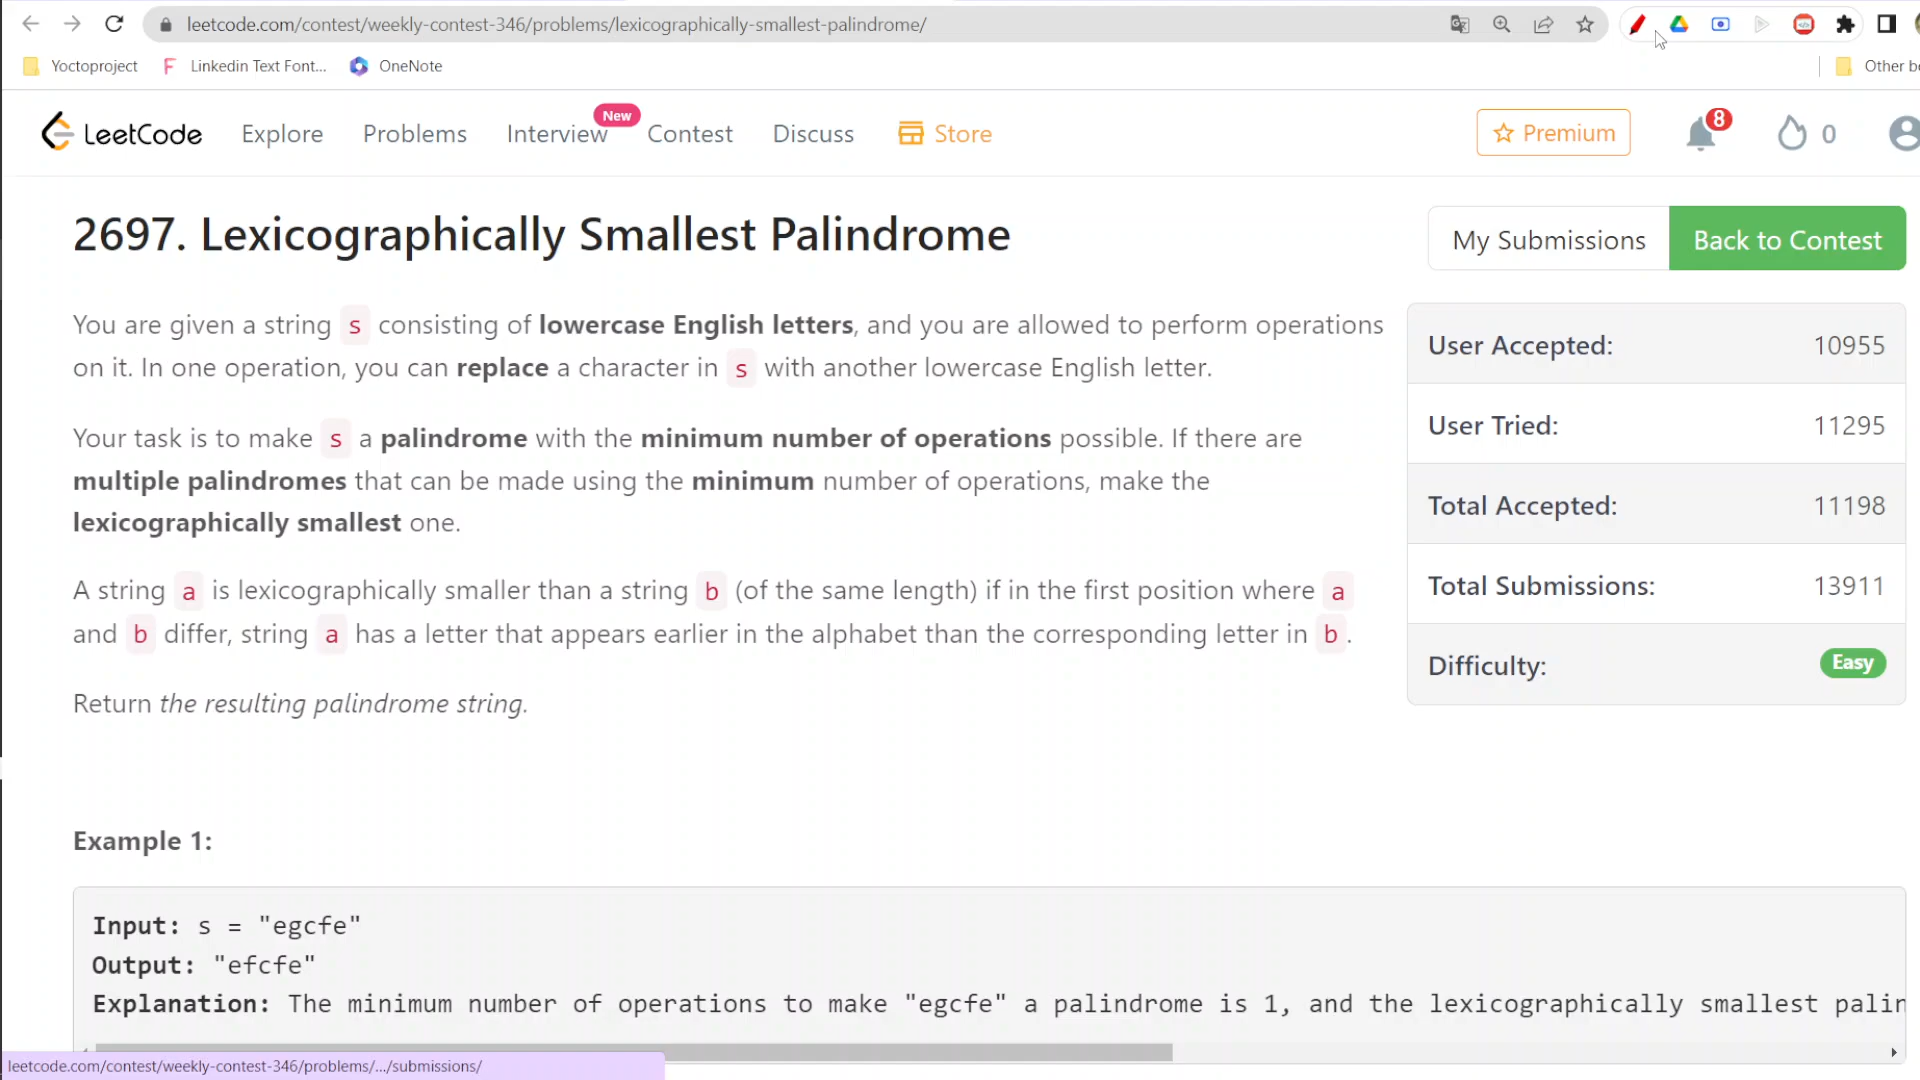 leetcode.com/contest/weekly-contest-346/problems/lexicographically-smallest-palindrome/
Yoctoproject
Linkedin Text Font...
OneNote
Other bo
LeetCode
Explore
Problems
Interview
New
Contest
Discuss
Store
Premium
8
0
2697. Lexicographically Smallest Palindrome
My Submissions
Back to Contest
You are given a string s consisting of lowercase English letters, and you are allowed to perform operations
on it. In one operation, you can replace a character in s with another lowercase English letter.
Your task is to make s a palindrome with the minimum number of operations possible. If there are
multiple palindromes that can be made using the minimum number of operations, make the
lexicographically smallest one.
A string a is lexicographically smaller than a string b (of the same length) if in the first position where a
and b differ, string a has a letter that appears earlier in the alphabet than the corresponding letter in b.
Return the resulting palindrome string.
User Accepted: 10955
User Tried: 11295
Total Accepted: 11198
Total Submissions: 13911
Difficulty: Easy
Example 1:
Input: s = "egcfe"
Output: "efcfe"
Explanation: The minimum number of operations to make "egcfe" a palindrome is 1, and the lexicographically smallest palin
leetcode.com/contest/weekly-contest-346/problems/.../submissions/